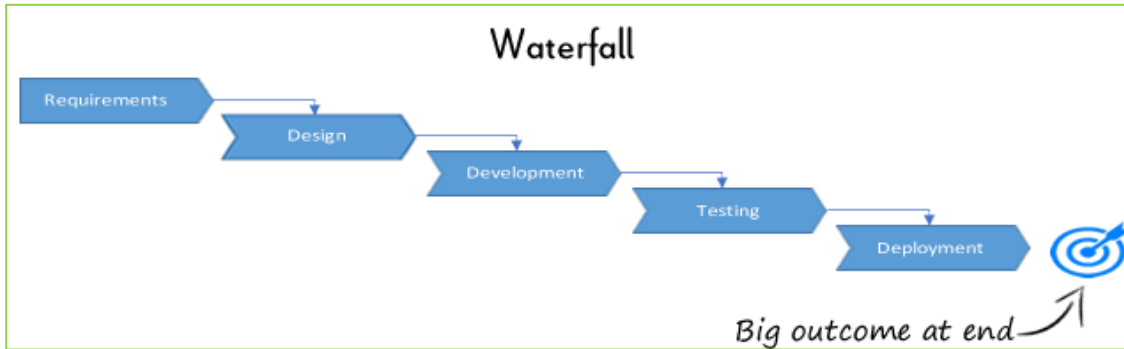 Waterfall
Requirements
Design
Development
Testing
Deployment
Big outcome at end